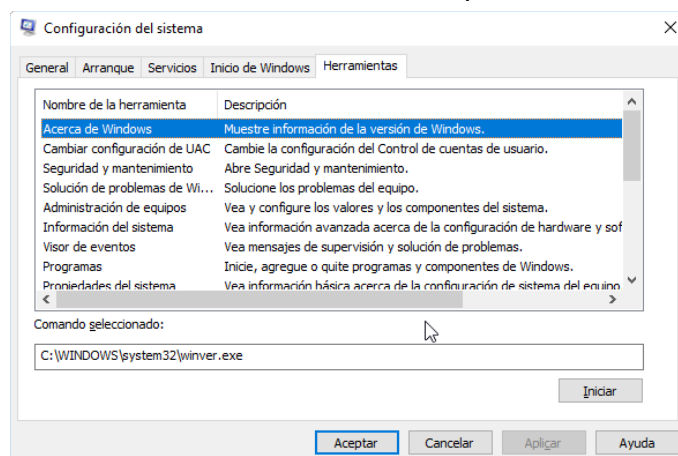 Configuración del sistema
General Arranque Servicios Inicio de Windows Herramientas
Nombre de la herramienta Descripción
Acerca de Windows Muestre información de la versión de Windows.
Cambiar configuración de UAC Cambie la configuración del Control de cuentas de usuario.
Seguridad y mantenimiento Abre Seguridad y mantenimiento.
Solución de problemas de Wi... Solucione los problemas del equipo.
Administración de equipos Vea y configure los valores y los componentes del sistema.
Información del sistema Vea información avanzada acerca de la configuración de hardware y sof
Visor de eventos Vea mensajes de supervisión y solución de problemas.
Programas Inicie, agregue o quite programas y componentes de Windows.
Propiedades del sistema Vea información básica acerca de la configuración de sistema del equipo
Comando seleccionado:
C:\WINDOWS\system32\winver.exe
Iniciar
Aceptar Cancelar Aplicar Ayuda